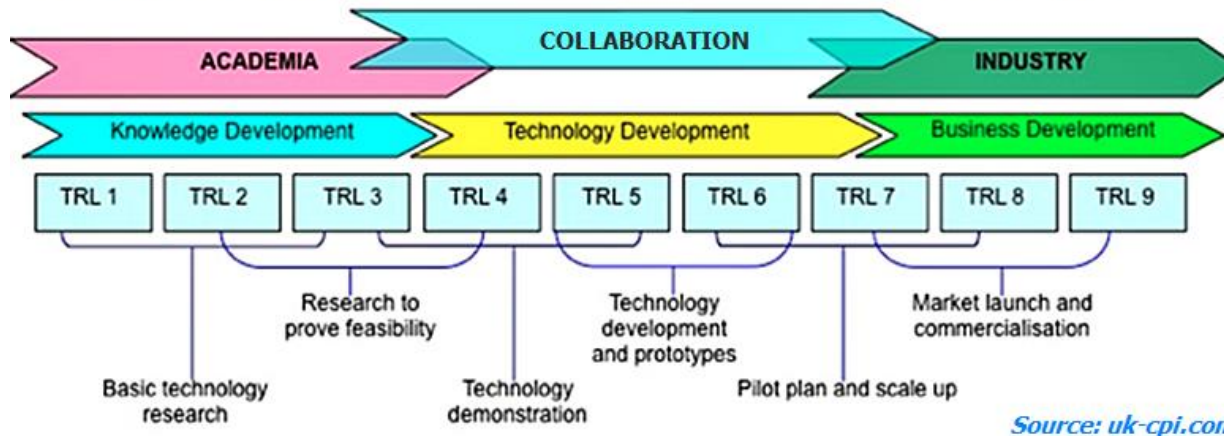 COLLABORATION
ACADEMIA
INDUSTRY
Knowledge Development
Technology Development
Business Development
TRL 1
TRL 2
TRL 3
TRL 4
TRL 5
TRL 6
TRL 7
TRL 8
TRL 9
Research to
prove feasibility
Technology
development
and prototypes
Market launch and
commercialisation
Basic technology
research
Technology
demonstration
Pilot plan and scale up
Source: uk-cpi.com